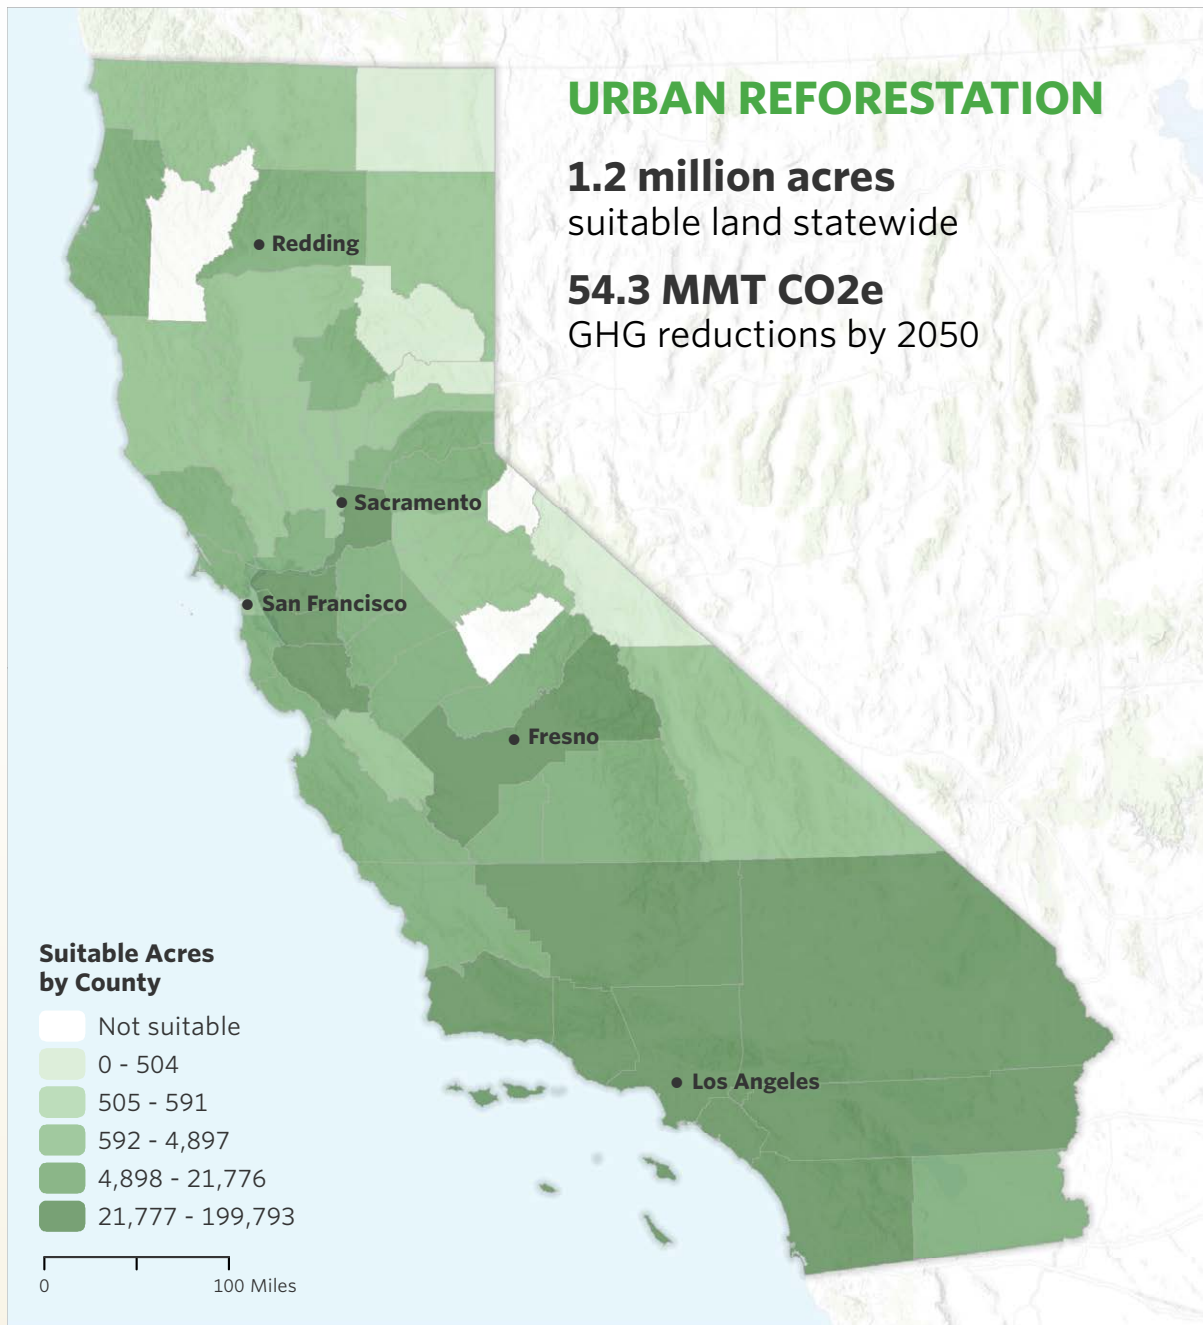 URBAN REFORESTATION
1.2 million acres
suitable land statewide
54.3 MMT CO2e
GHG reductions by 2050
Redding
Sacramento
San Francisco
Fresno
Los Angeles
Suitable Acres
by County
Not suitable
0 - 504
505 - 591
592 - 4,897
4,898 - 21,776
21,777 - 199,793
0 100 Miles